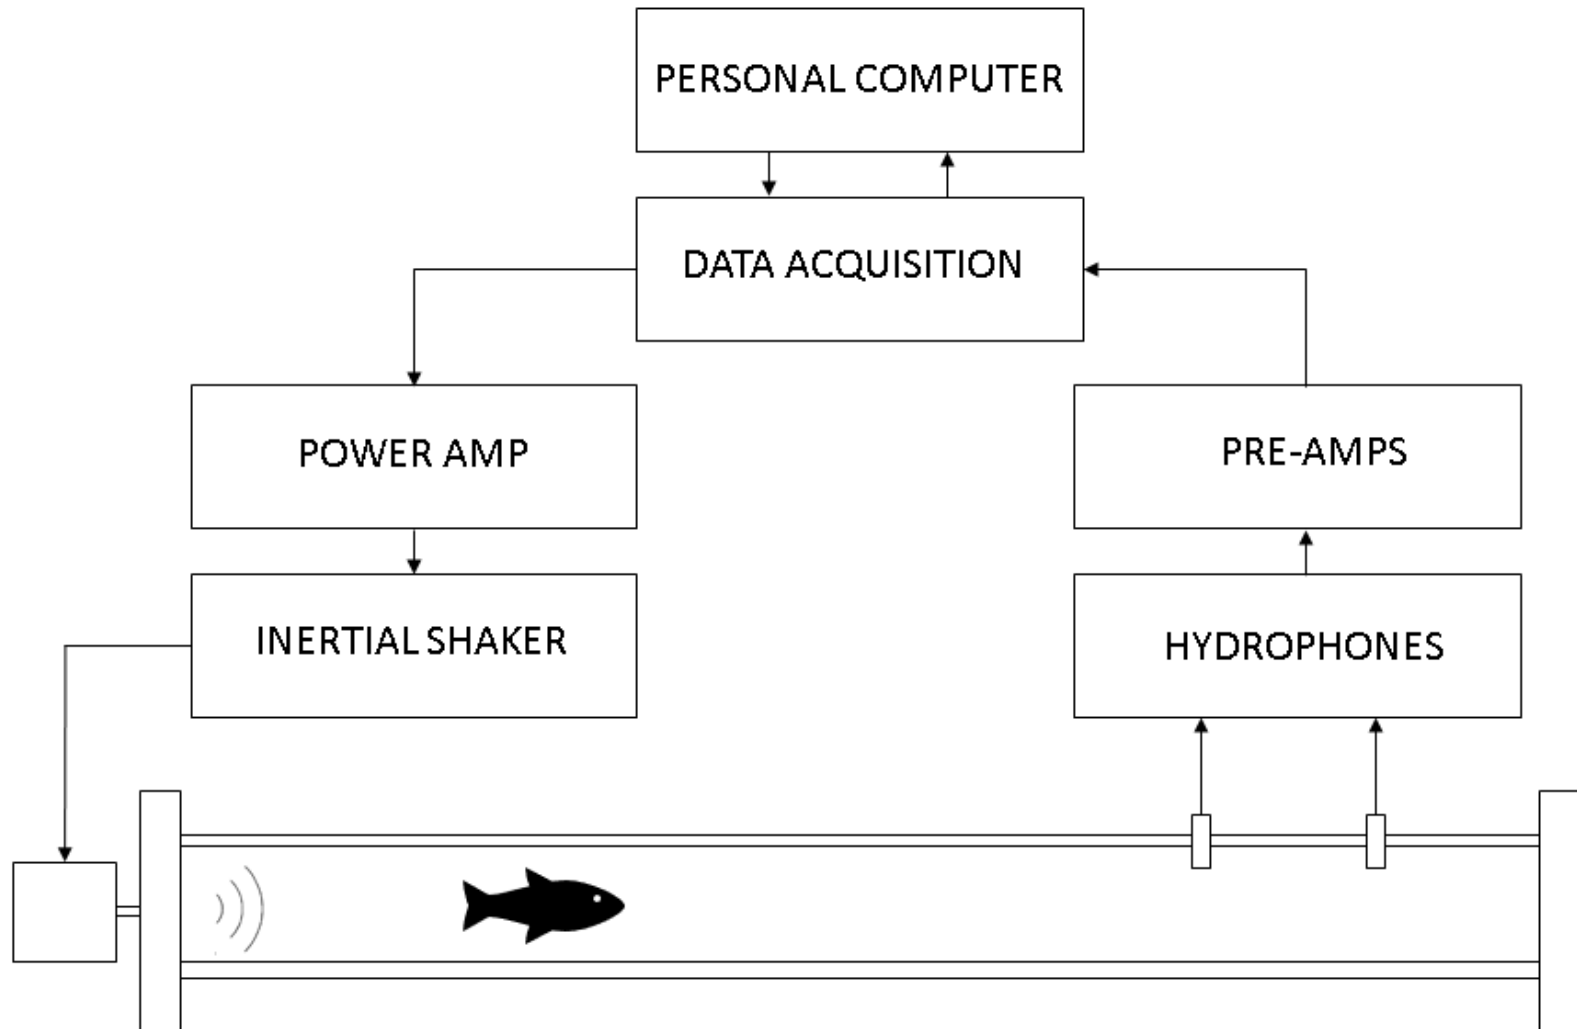 PERSONAL COMPUTER
DATA ACQUISITION
POWER AMP
PRE-AMPS
INERTIAL SHAKER
HYDROPHONES